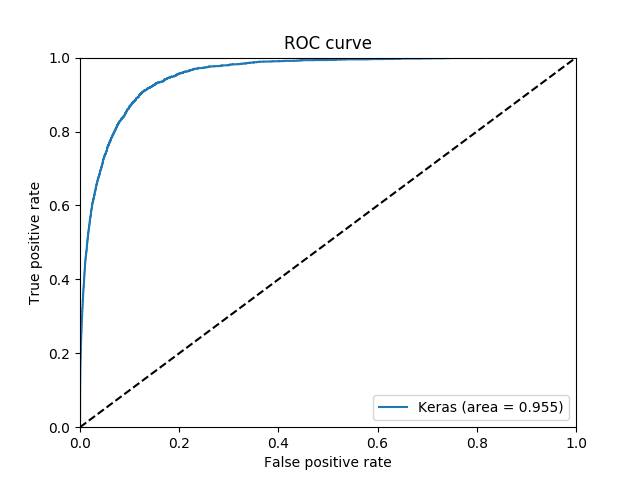 ROC curve
1.0
0.8
0.6
0.4
0.2
0.0
True positive rate
Keras (area = 0.955)
0.0 0.2 0.4 0.6 0.8 1.0
False positive rate